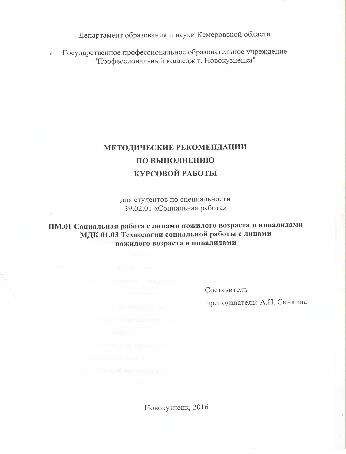 Департамент образования и науки Кемеровской области
Государственное профессиональное образовательное учреждение
"Профессиональный колледж г. Новокузнецка"
МЕТОДИЧЕСКИЕ РЕКОМЕНДАЦИИ
ПО ВЫПОЛНЕНИЮ
КУРСОВОЙ РАБОТЫ
для студентов по специальности
39.02.01 «Социальная работа»
ПМ.01 Социальная работа с лицами пожилого возраста и инвалидами
МДК 01.03 Технологии социальной работы с лицами
пожилого возраста и инвалидами
Составитель
преподаватель А.П.
Новокузнецк, 2016